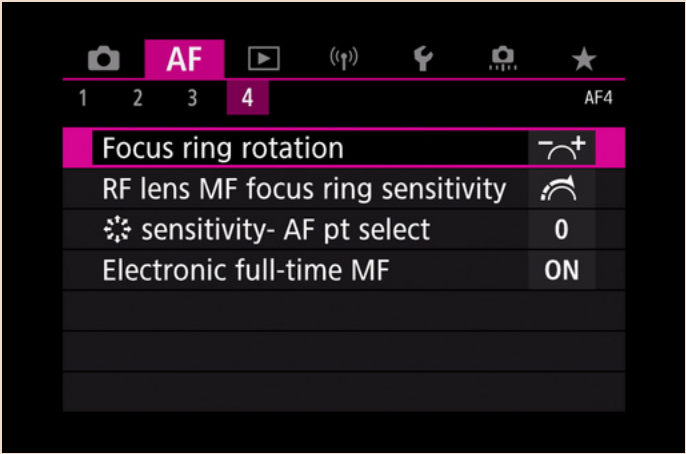 AF
1 2 3 4 AF4
Focus ring rotation - +
RF lens MF focus ring sensitivity
sensitivity- AF pt select 0
Electronic full-time MF ON